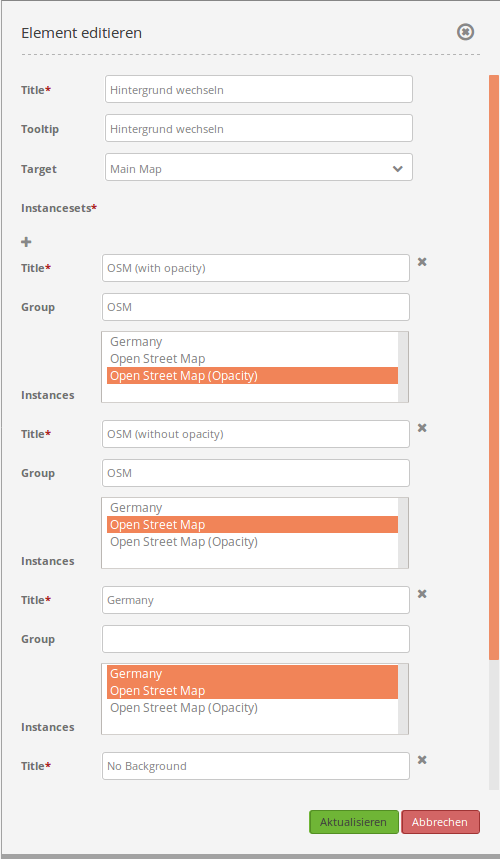 Element editieren
Title* Hintergrund wechseln
Tooltip Hintergrund wechseln
Target Main Map
Instancesets*
Title* OSM (with opacity)
Group OSM
Germany
Open Street Map
Open Street Map (Opacity)
Instances
Title* OSM (without opacity)
Group OSM
Germany
Open Street Map
Open Street Map (Opacity)
Instances
Title* Germany
Group
Germany
Open Street Map
Open Street Map (Opacity)
Instances
Title* No Background
Aktualisieren Abbrechen